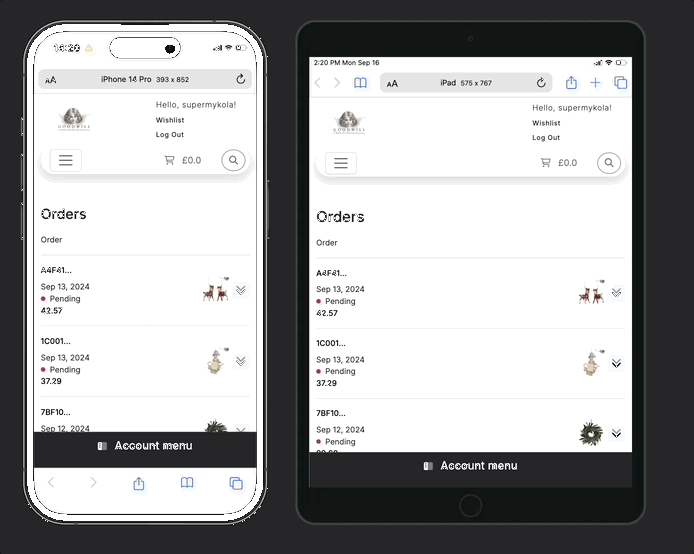 14:20
AA iPhone 14 Pro 393 x 852
GOODWILL
Hello, supermykola!
Wishlist
Log Out
£0.0
Orders
Order
A4F41...
Sep 13, 2024
Pending
42.57
1C001...
Sep 13, 2024
Pending
37.29
7BF10...
Sep 12, 2024
Account menu
2:20 PM Mon Sep 16
AA iPad 575 x 767
GOODWILL
Hello, supermykola!
Wishlist
Log Out
£0.0
Orders
Order
A4F41...
Sep 13, 2024
Pending
42.57
1C001...
Sep 13, 2024
Pending
37.29
7BF10...
Sep 12, 2024
Pending
Account menu